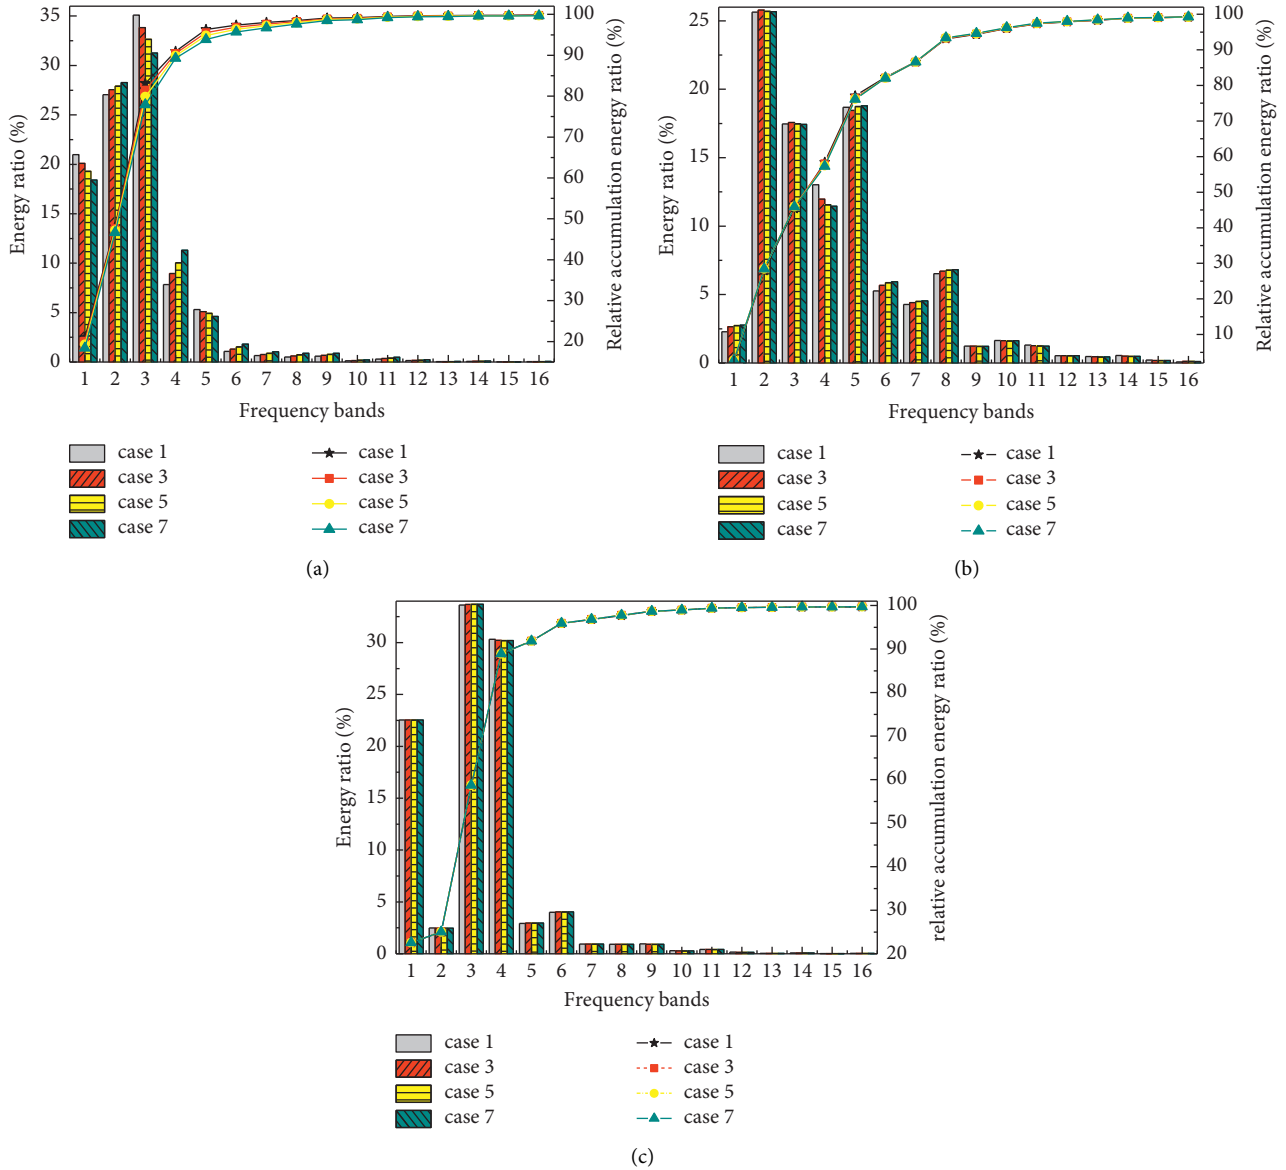 35
30
25
20
15
10
5
0
Energy ratio (%)
100
90
80
70
60
50
40
30
20
Relative accumulation energy ratio (%)
1 2 3 4 5 6 7 8 9 10 11 12 13 14 15 16
Frequency bands
case 1
case 3
case 5
case 7
case 1
case 3
case 5
case 7
(a)
25
20
15
10
5
0
Energy ratio (%)
100
90
80
70
60
50
40
30
20
10
Relative accumulation energy ratio (%)
1 2 3 4 5 6 7 8 9 10 11 12 13 14 15 16
Frequency bands
case 1
case 3
case 5
case 7
case 1
case 3
case 5
case 7
(b)
30
25
20
15
10
5
0
Energy ratio (%)
100
90
80
70
60
50
40
30
20
relative accumulation energy ratio (%)
1 2 3 4 5 6 7 8 9 10 11 12 13 14 15 16
Frequency bands
case 1
case 3
case 5
case 7
case 1
case 3
case 5
case 7
(c)